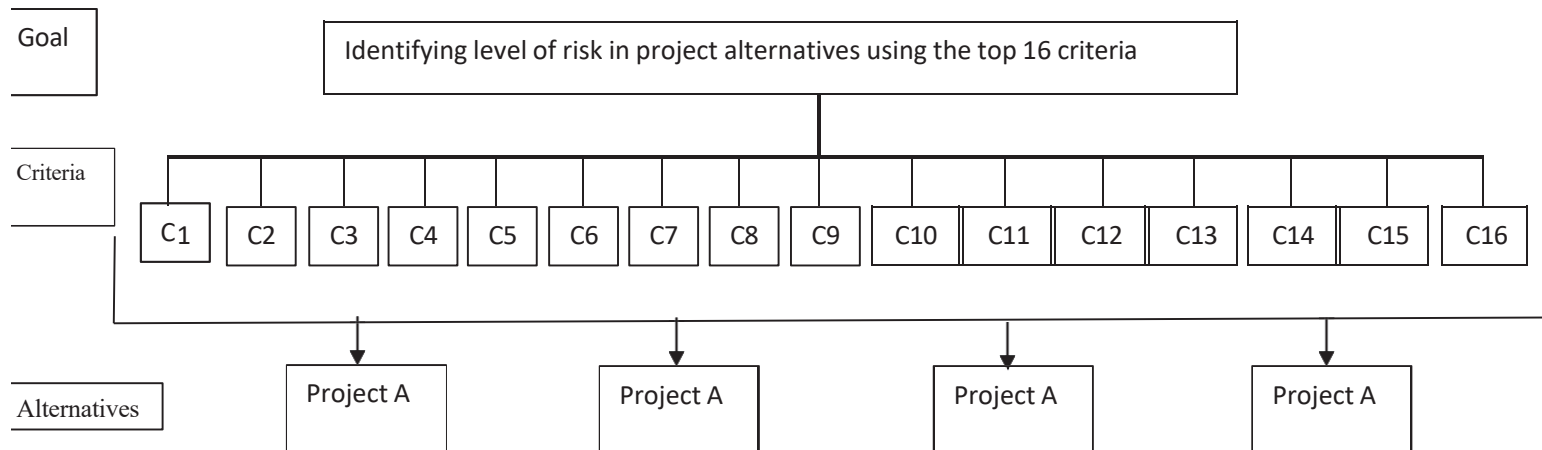 Goal
Identifying level of risk in project alternatives using the top 16 criteria
Criteria
C1 C2 C3 C4 C5 C6 C7 C8 C9 C10 C11 C12 C13 C14 C15 C16
Project A Project A Project A Project A
Alternatives